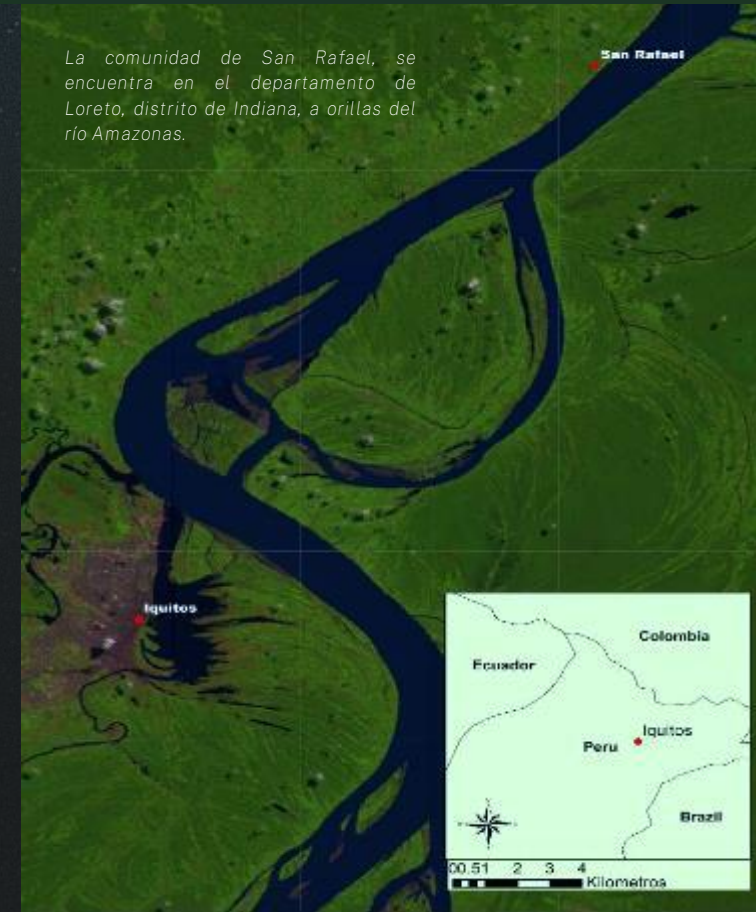 La comunidad de San Rafael, se
encuentra en el departamento de
Loreto, distrito de Indiana, a orillas del
río Amazonas.
San Rafael
Iquitos
Colombia
Ecuador
Iquitos
Peru
Brazil
00.51 2 3 4
Kilometros